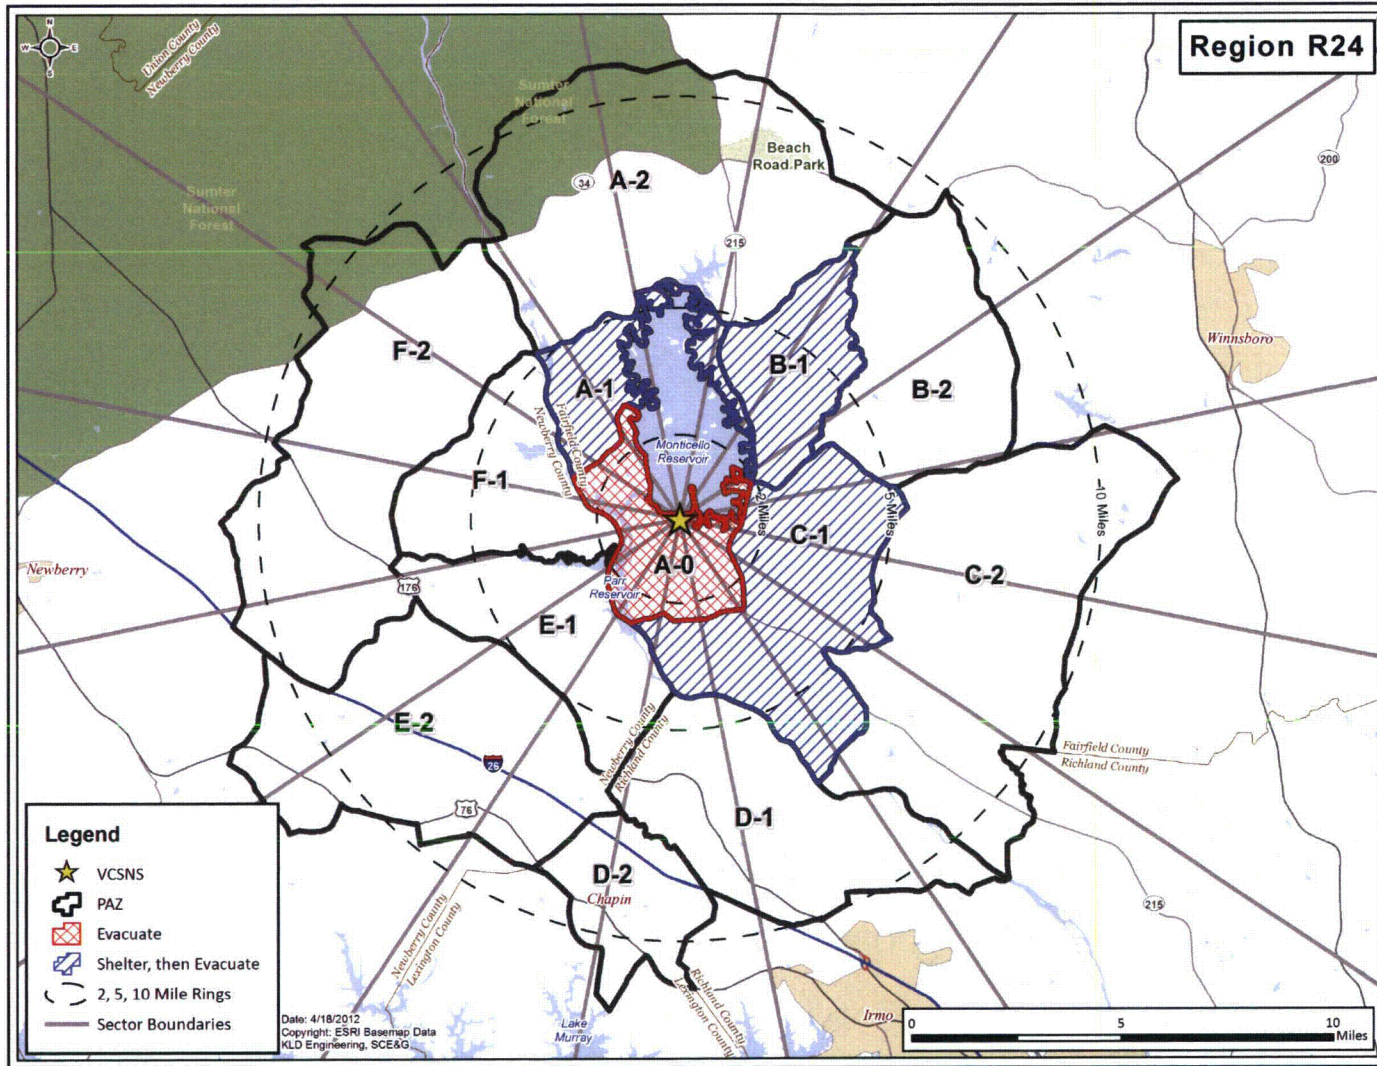 Region R24
N
W
E
S
Union County
Newberry County
Sumter
National
Forest
Beach
Road Park
200
34
A-2
Sumter
National
Forest
215
Winnsboro
F-2
A-1
B-1
B-2
Fairfield County
Newberry County
Monticello
Reservoir
F-1
2 Miles
5 Miles
10 Miles
C-1
A-0
C-2
Newberry
176
Parr
Reservoir
E-1
E-2
Newberry County
Richland County
Fairfield County
Richland County
26
76
D-1
D-2
Chapin
215
Newberry County
Lexington County
Richland County
Lexington County
Irmo
Lake
Murray
Legend
VCSNS
PAZ
Evacuate
Shelter, then Evacuate
2, 5, 10 Mile Rings
Sector Boundaries
Date: 4/18/2012
Copyright: ESRI Basemap Data
KLD Engineering, SCE&G
0
5
10
Miles